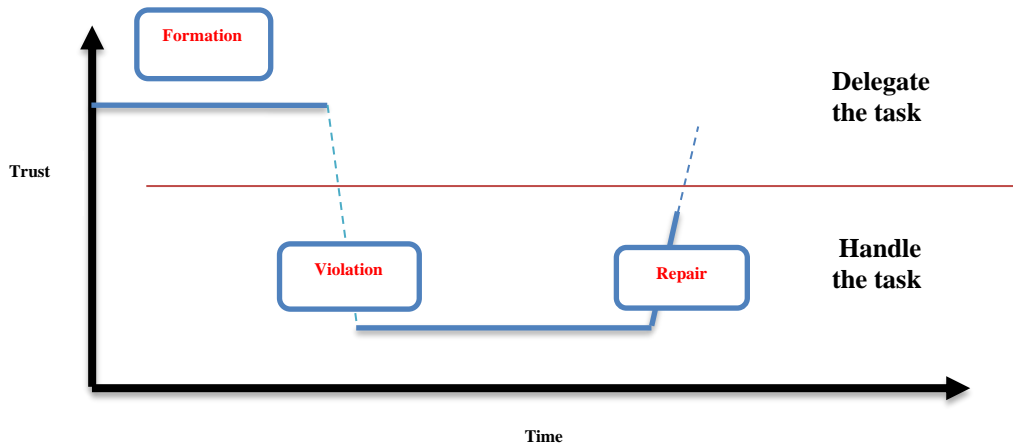 Formation
Delegate
the task
Trust
Violation
Repair
Handle
the task
Time